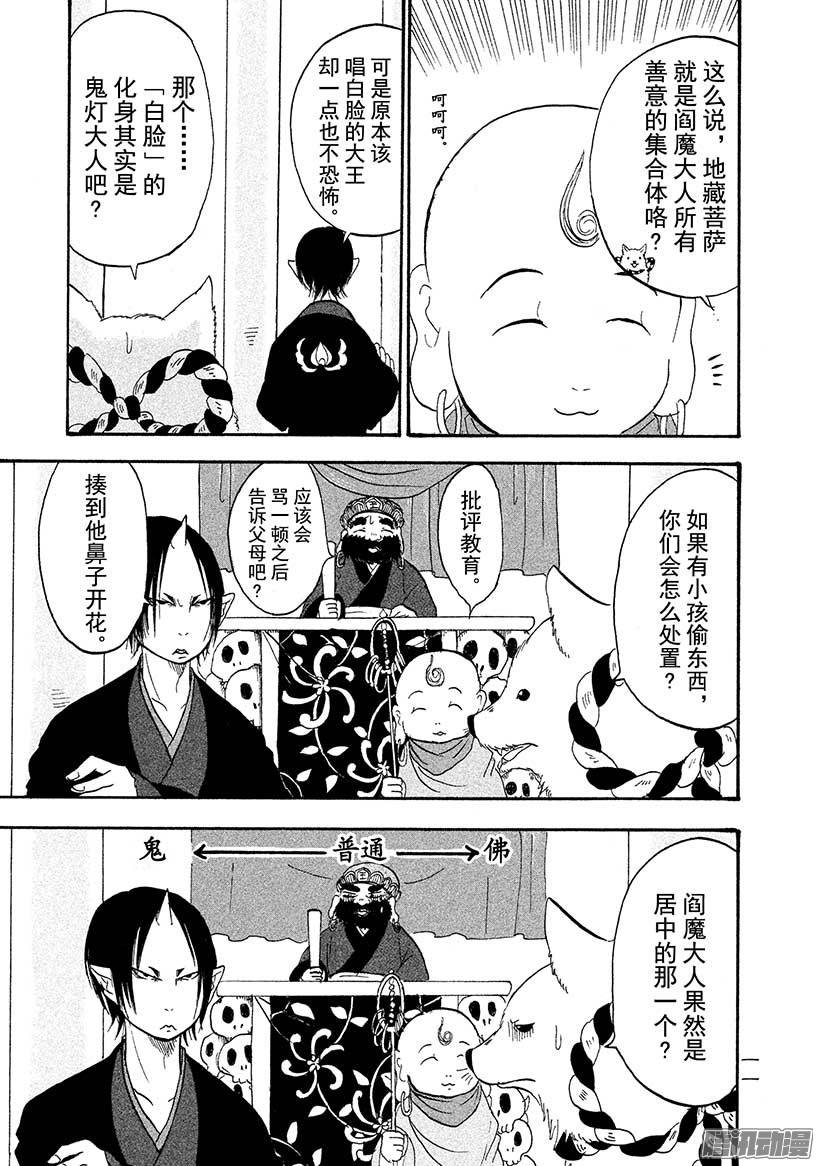 这么说，地藏菩萨
就是阎魔大人所有
善意的集合体咯？
呵呵呵。
可是原本该
唱白脸的大王
却一点也不恐怖。
那个……
「白脸」的
化身其实是
鬼灯大人吧？
如果有小孩偷东西，
你们会怎么处置？
批评教育。
应该会
骂一顿之后
告诉父母吧？
揍到他鼻子开花。
鬼
普通
佛
阎魔大人果然是
居中的那一个？
腾讯动漫